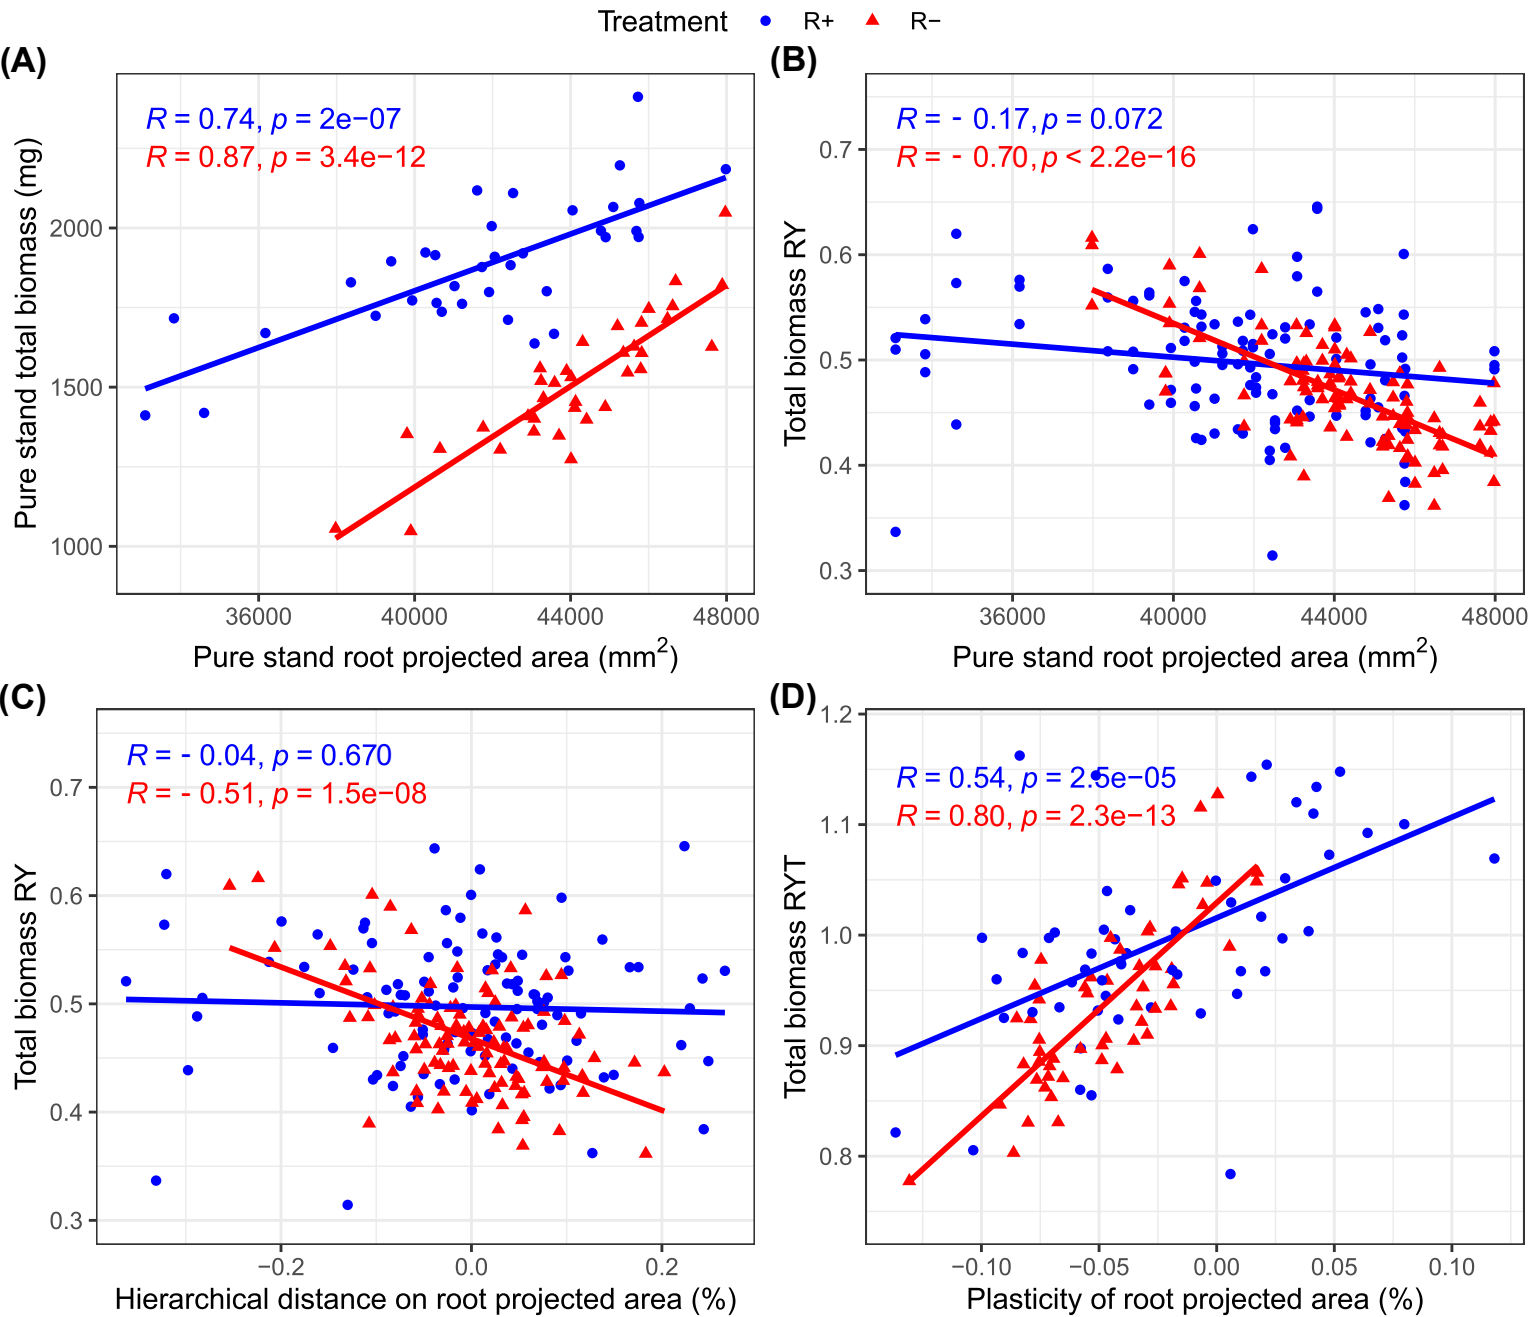 Treatment R+ R−
(A)
R = 0.74, p = 2e−07
R = 0.87, p = 3.4e−12
Pure stand total biomass (mg)
2000
1500
1000
36000 40000 44000 48000
Pure stand root projected area (mm²)
(B)
R = - 0.17, p = 0.072
R = - 0.70, p < 2.2e−16
Total biomass RY
0.7
0.6
0.5
0.4
0.3
36000 40000 44000 48000
Pure stand root projected area (mm²)
(C)
R = - 0.04, p = 0.670
R = - 0.51, p = 1.5e−08
Total biomass RY
0.7
0.6
0.5
0.4
0.3
−0.2 0.0 0.2
Hierarchical distance on root projected area (%)
(D)
R = 0.54, p = 2.5e−05
R = 0.80, p = 2.3e−13
Total biomass RYT
1.2
1.1
1.0
0.9
0.8
−0.10 −0.05 0.00 0.05 0.10
Plasticity of root projected area (%)